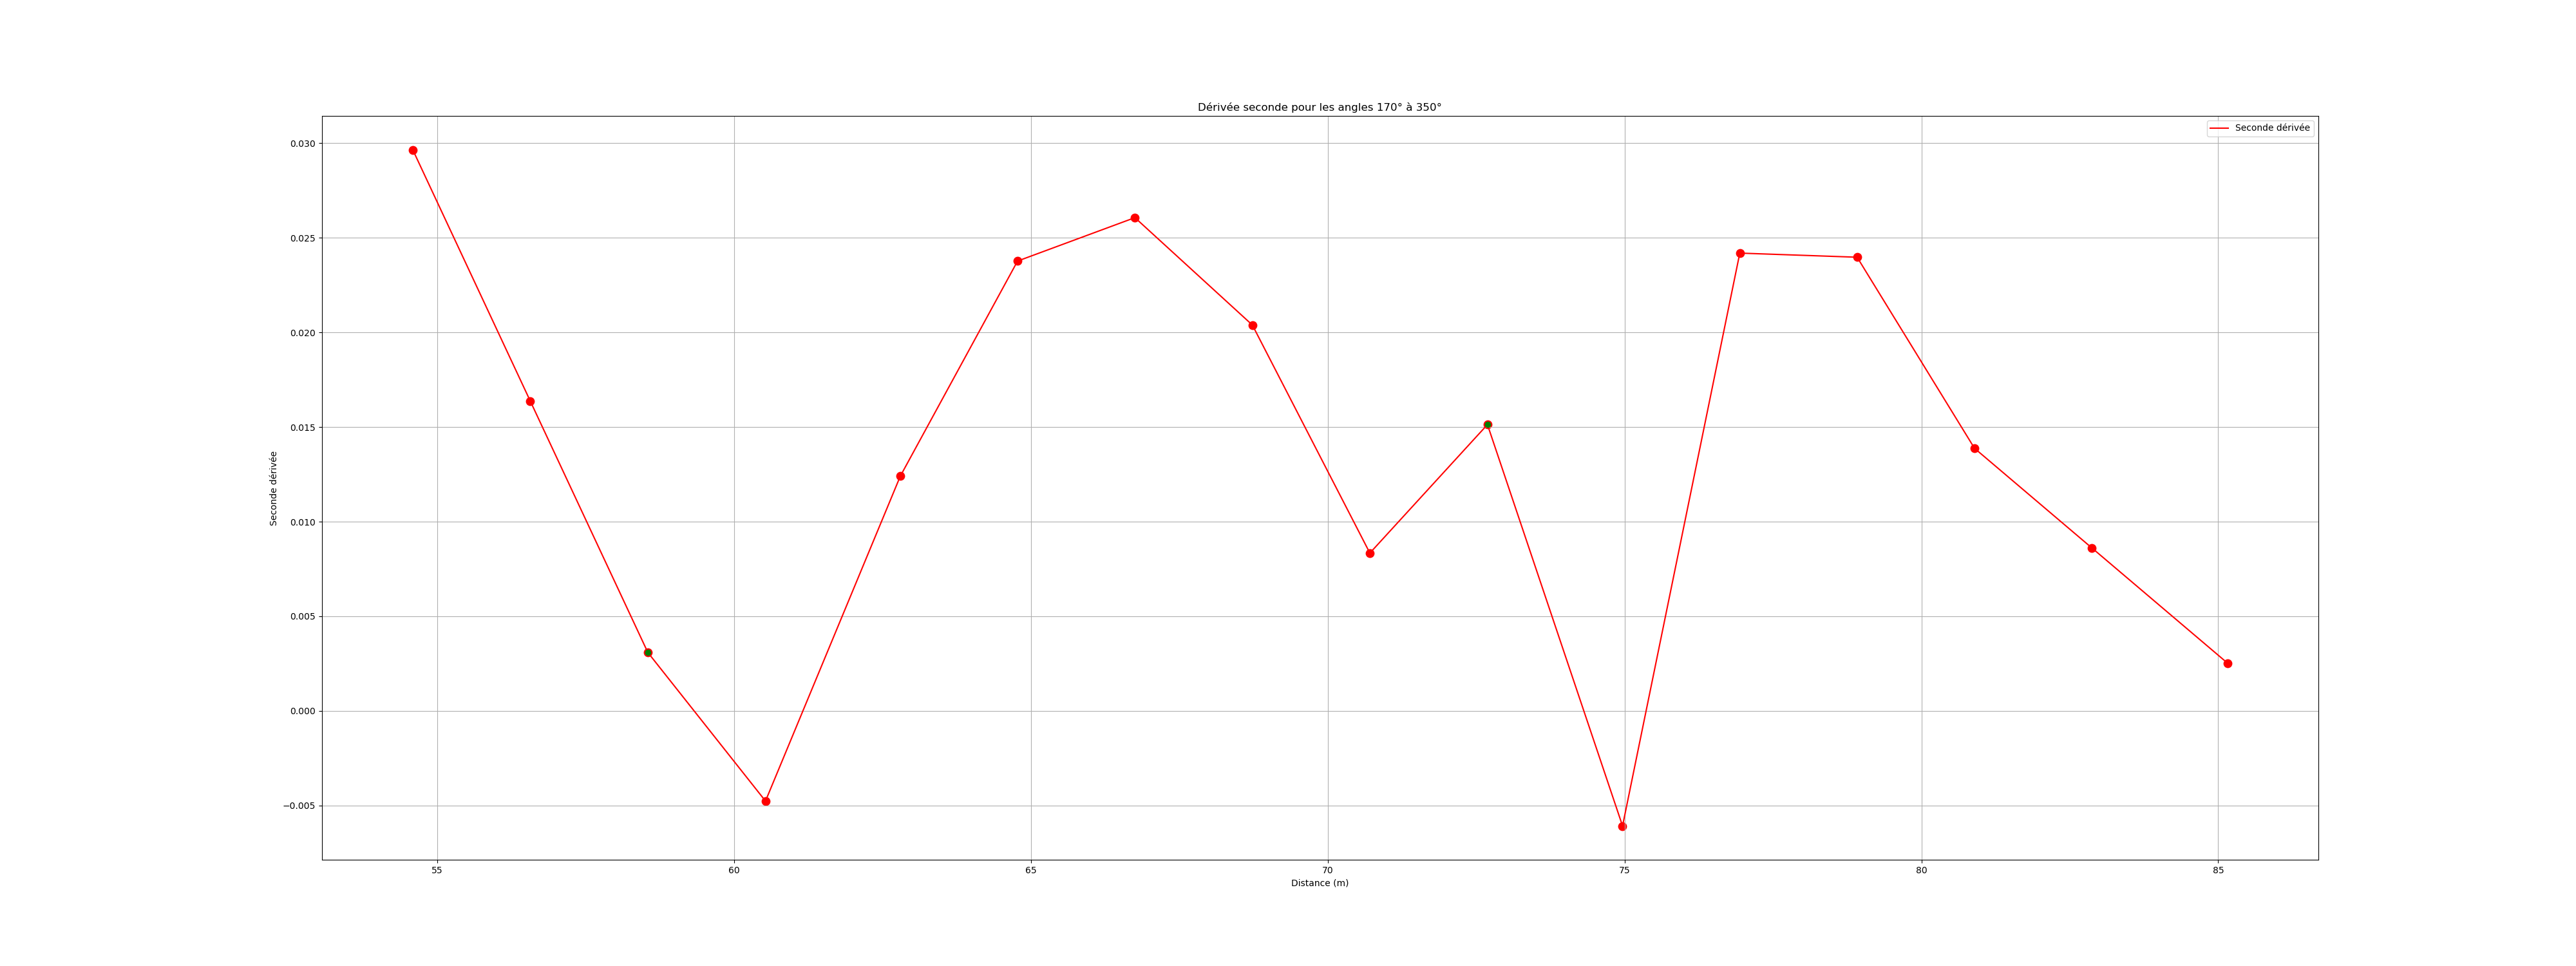 Dérivée seconde pour les angles 170° à 350°
Seconde dérivée
0.030
0.025
0.020
0.015
0.010
0.005
0.000
−0.005
Seconde dérivée
55 60 65 70 75 80 85
Distance (m)